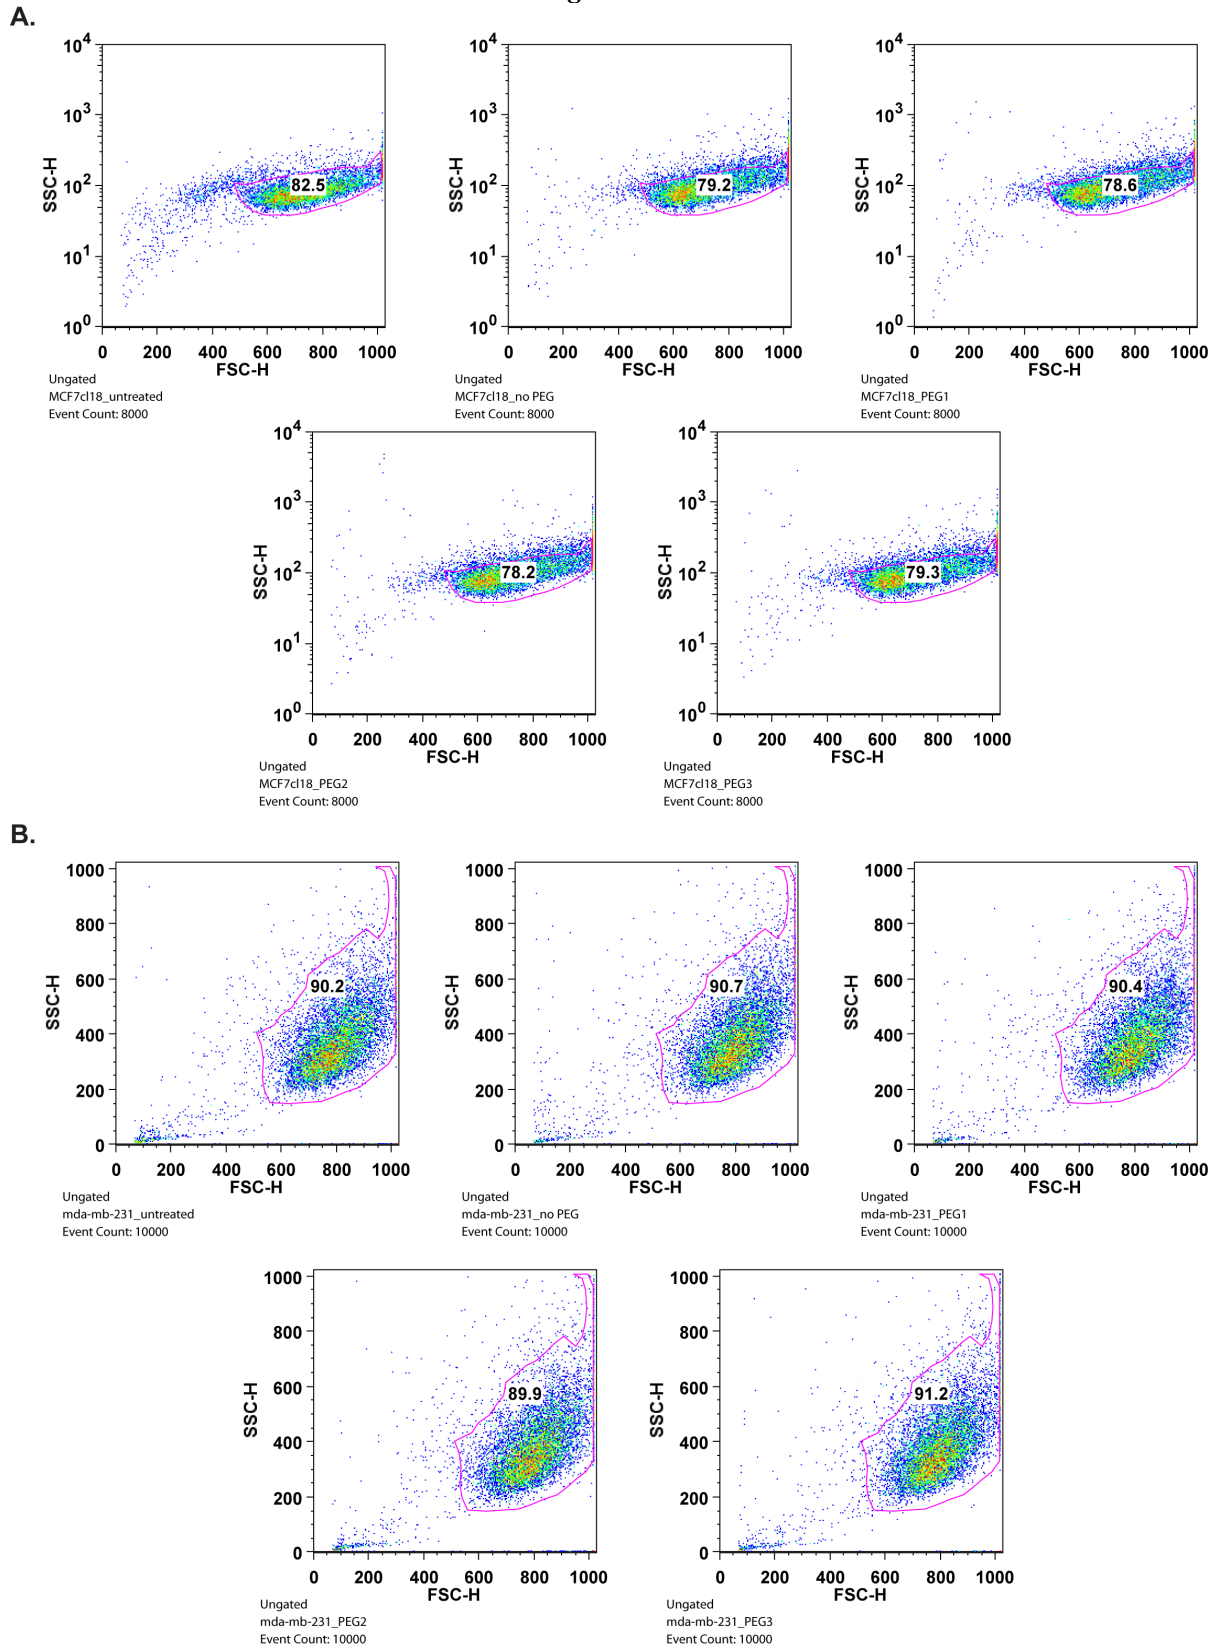 A.
10^4
10^3
10^2
10^1
10^0
SSC-H
82.5
0 200 400 600 800 1000
FSC-H
Ungated
MCF7cl18_untreated
Event Count: 8000
10^4
10^3
10^2
10^1
10^0
SSC-H
79.2
0 200 400 600 800 1000
FSC-H
Ungated
MCF7cl18_no PEG
Event Count: 8000
10^4
10^3
10^2
10^1
10^0
SSC-H
78.6
0 200 400 600 800 1000
FSC-H
Ungated
MCF7cl18_PEG1
Event Count: 8000
10^4
10^3
10^2
10^1
10^0
SSC-H
78.2
0 200 400 600 800 1000
FSC-H
Ungated
MCF7cl18_PEG2
Event Count: 8000
10^4
10^3
10^2
10^1
10^0
SSC-H
79.3
0 200 400 600 800 1000
FSC-H
Ungated
MCF7cl18_PEG3
Event Count: 8000
B.
1000
800
600
400
200
0
SSC-H
90.2
0 200 400 600 800 1000
FSC-H
Ungated
mda-mb-231_untreated
Event Count: 10000
1000
800
600
400
200
0
SSC-H
90.7
0 200 400 600 800 1000
FSC-H
Ungated
mda-mb-231_no PEG
Event Count: 10000
1000
800
600
400
200
0
SSC-H
90.4
0 200 400 600 800 1000
FSC-H
Ungated
mda-mb-231_PEG1
Event Count: 10000
1000
800
600
400
200
0
SSC-H
89.9
0 200 400 600 800 1000
FSC-H
Ungated
mda-mb-231_PEG2
Event Count: 10000
1000
800
600
400
200
0
SSC-H
91.2
0 200 400 600 800 1000
FSC-H
Ungated
mda-mb-231_PEG3
Event Count: 10000